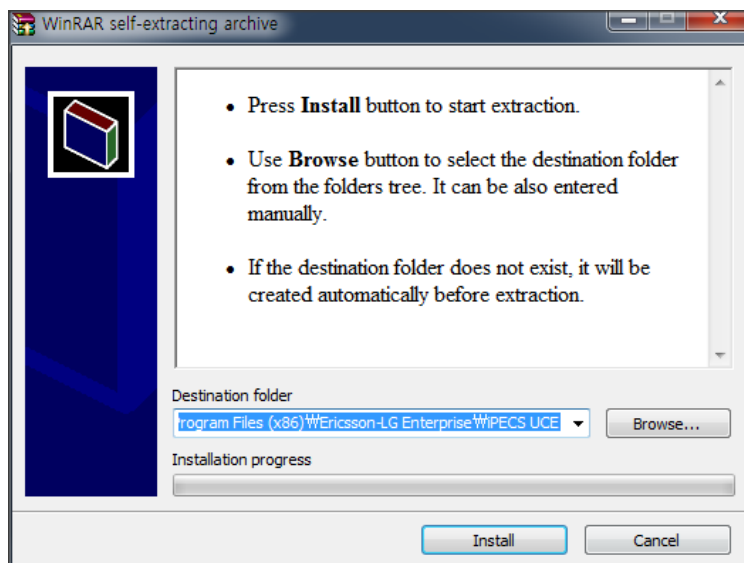 WinRAR self-extracting archive
• Press Install button to start extraction.
• Use Browse button to select the destination folder
from the folders tree. It can be also entered
manually.
• If the destination folder does not exist, it will be
created automatically before extraction.
Destination folder
rogram Files (x86)₩Ericsson-LG Enterprise₩iPECS UCE
Browse...
Installation progress
Install
Cancel